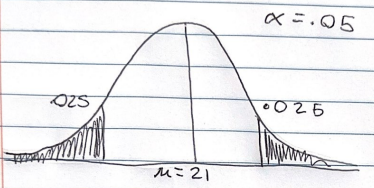 α = .05
.025
.025
μ = 21